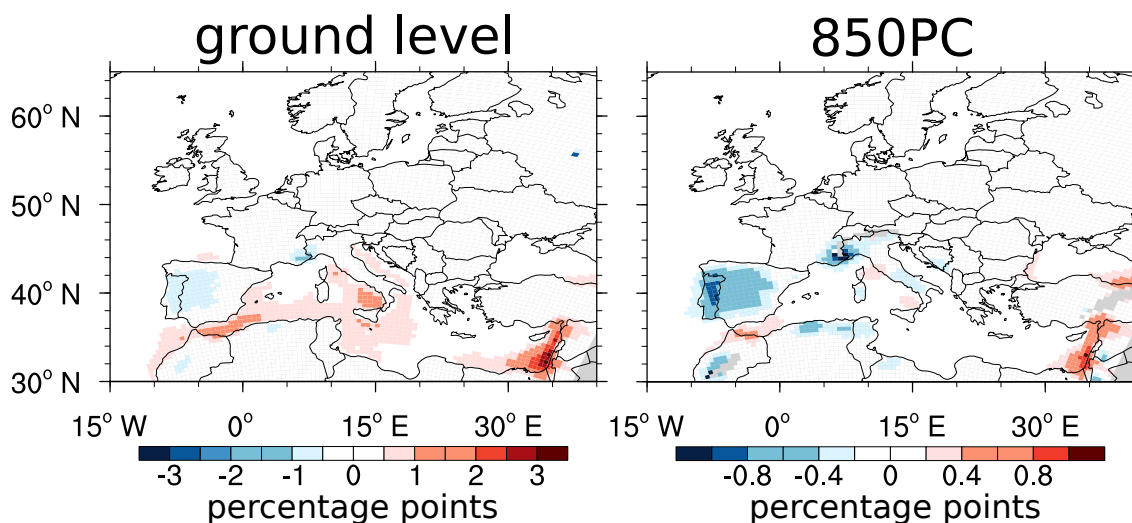 ground level 850PC
60° N
50° N
40° N
30° N
15° W 0° 15° E 30° E 15° W 0° 15° E 30° E
-3 -2 -1 0 1 2 3 -0.8 -0.4 0 0.4 0.8
percentage points percentage points